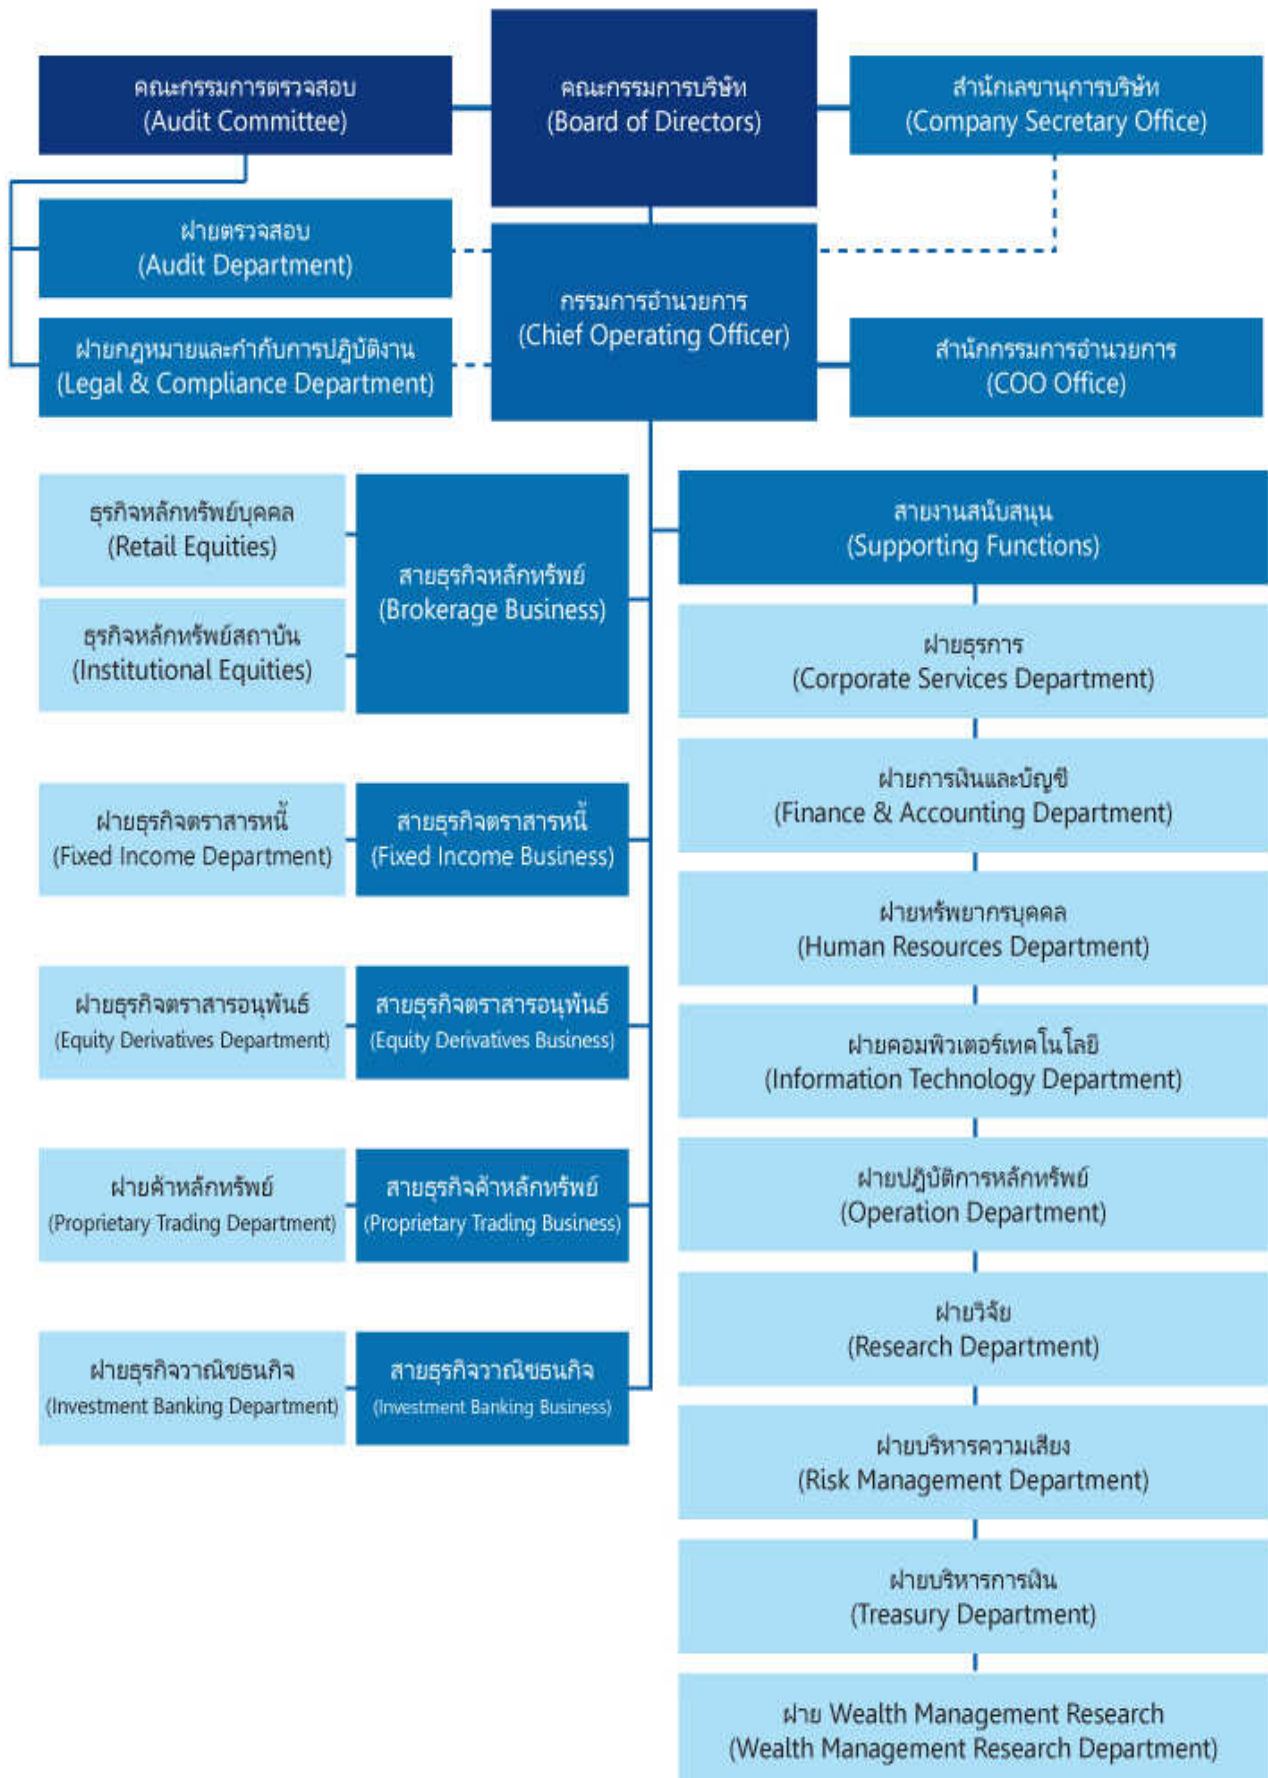 คณะกรรมการตรวจสอบ
(Audit Committee)
คณะกรรมการบริษัท
(Board of Directors)
สำนักเลขานุการบริษัท
(Company Secretary Office)
ฝ่ายตรวจสอบ
(Audit Department)
กรรมการอำนวยการ
(Chief Operating Officer)
ฝ่ายกฎหมายและกำกับการปฏิบัติงาน
(Legal & Compliance Department)
สำนักกรรมการอำนวยการ
(COO Office)
ธุรกิจหลักทรัพย์บุคคล
(Retail Equities)
ธุรกิจหลักทรัพย์สถาบัน
(Institutional Equities)
สายธุรกิจหลักทรัพย์
(Brokerage Business)
ฝ่ายธุรกิจตราสารหนี้
(Fixed Income Department)
สายธุรกิจตราสารหนี้
(Fixed Income Business)
ฝ่ายธุรกิจตราสารอนุพันธ์
(Equity Derivatives Department)
สายธุรกิจตราสารอนุพันธ์
(Equity Derivatives Business)
ฝ่ายค้าหลักทรัพย์
(Proprietary Trading Department)
สายธุรกิจค้าหลักทรัพย์
(Proprietary Trading Business)
ฝ่ายธุรกิจวาณิชธนกิจ
(Investment Banking Department)
สายธุรกิจวาณิชธนกิจ
(Investment Banking Business)
สายงานสนับสนุน
(Supporting Functions)
ฝ่ายธุรการ
(Corporate Services Department)
ฝ่ายการเงินและบัญชี
(Finance & Accounting Department)
ฝ่ายทรัพยากรบุคคล
(Human Resources Department)
ฝ่ายคอมพิวเตอร์เทคโนโลยี
(Information Technology Department)
ฝ่ายปฏิบัติการหลักทรัพย์
(Operation Department)
ฝ่ายวิจัย
(Research Department)
ฝ่ายบริหารความเสี่ยง
(Risk Management Department)
ฝ่ายบริหารการเงิน
(Treasury Department)
ฝ่าย Wealth Management Research
(Wealth Management Research Department)